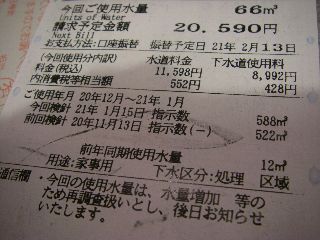 今回ご使用水量 66m³
Units of Water
請求予定金額 20,590円
Next Bill
お支払方法：口座振替 振替予定日 21年 2月13日
(今回使用分内訳) 水道料金 下水道使用料
料金(税込) 11,598円 8,992円
内消費税等相当額 552円 428円
ご使用年月 20年12月～21年 1月
今回検針 21年 1月15日 指示数 588m³
前回検針 20年11月13日 指示数(－) 522m³
前年同期使用水量 12m³
用途：家事用 下水区分：処理 区域
通信欄 ・今回の使用水量は、水量増加 等の
ため再調査扱いとし、後日お知らせ
いたします。